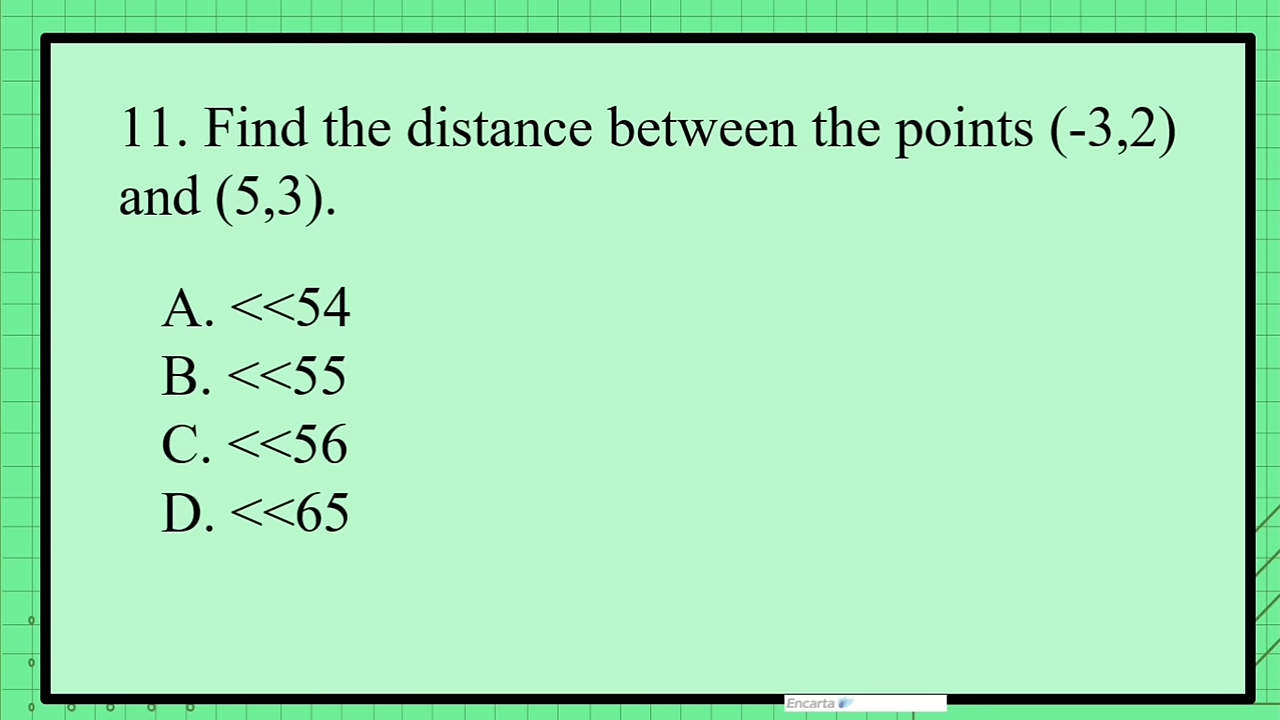 11. Find the distance between the points (-3,2)
and (5,3).
A. <<54
B. <<55
C. <<56
D. <<65
Encarta